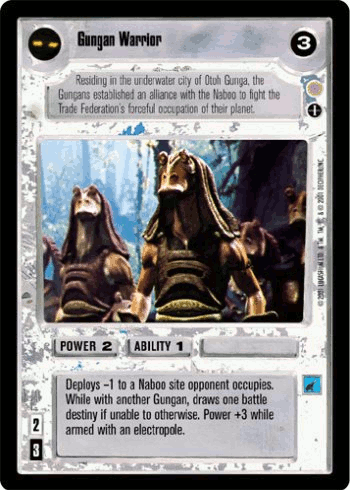 Gungan Warrior
3
Residing in the underwater city of Otoh Gunga, the
Gungans established an alliance with the Naboo to fight the
Trade Federation's forceful occupation of their planet.
POWER 2
ABILITY 1
Deploys –1 to a Naboo site opponent occupies.
While with another Gungan, draws one battle
destiny if unable to otherwise. Power +3 while
armed with an electropole.
2
3